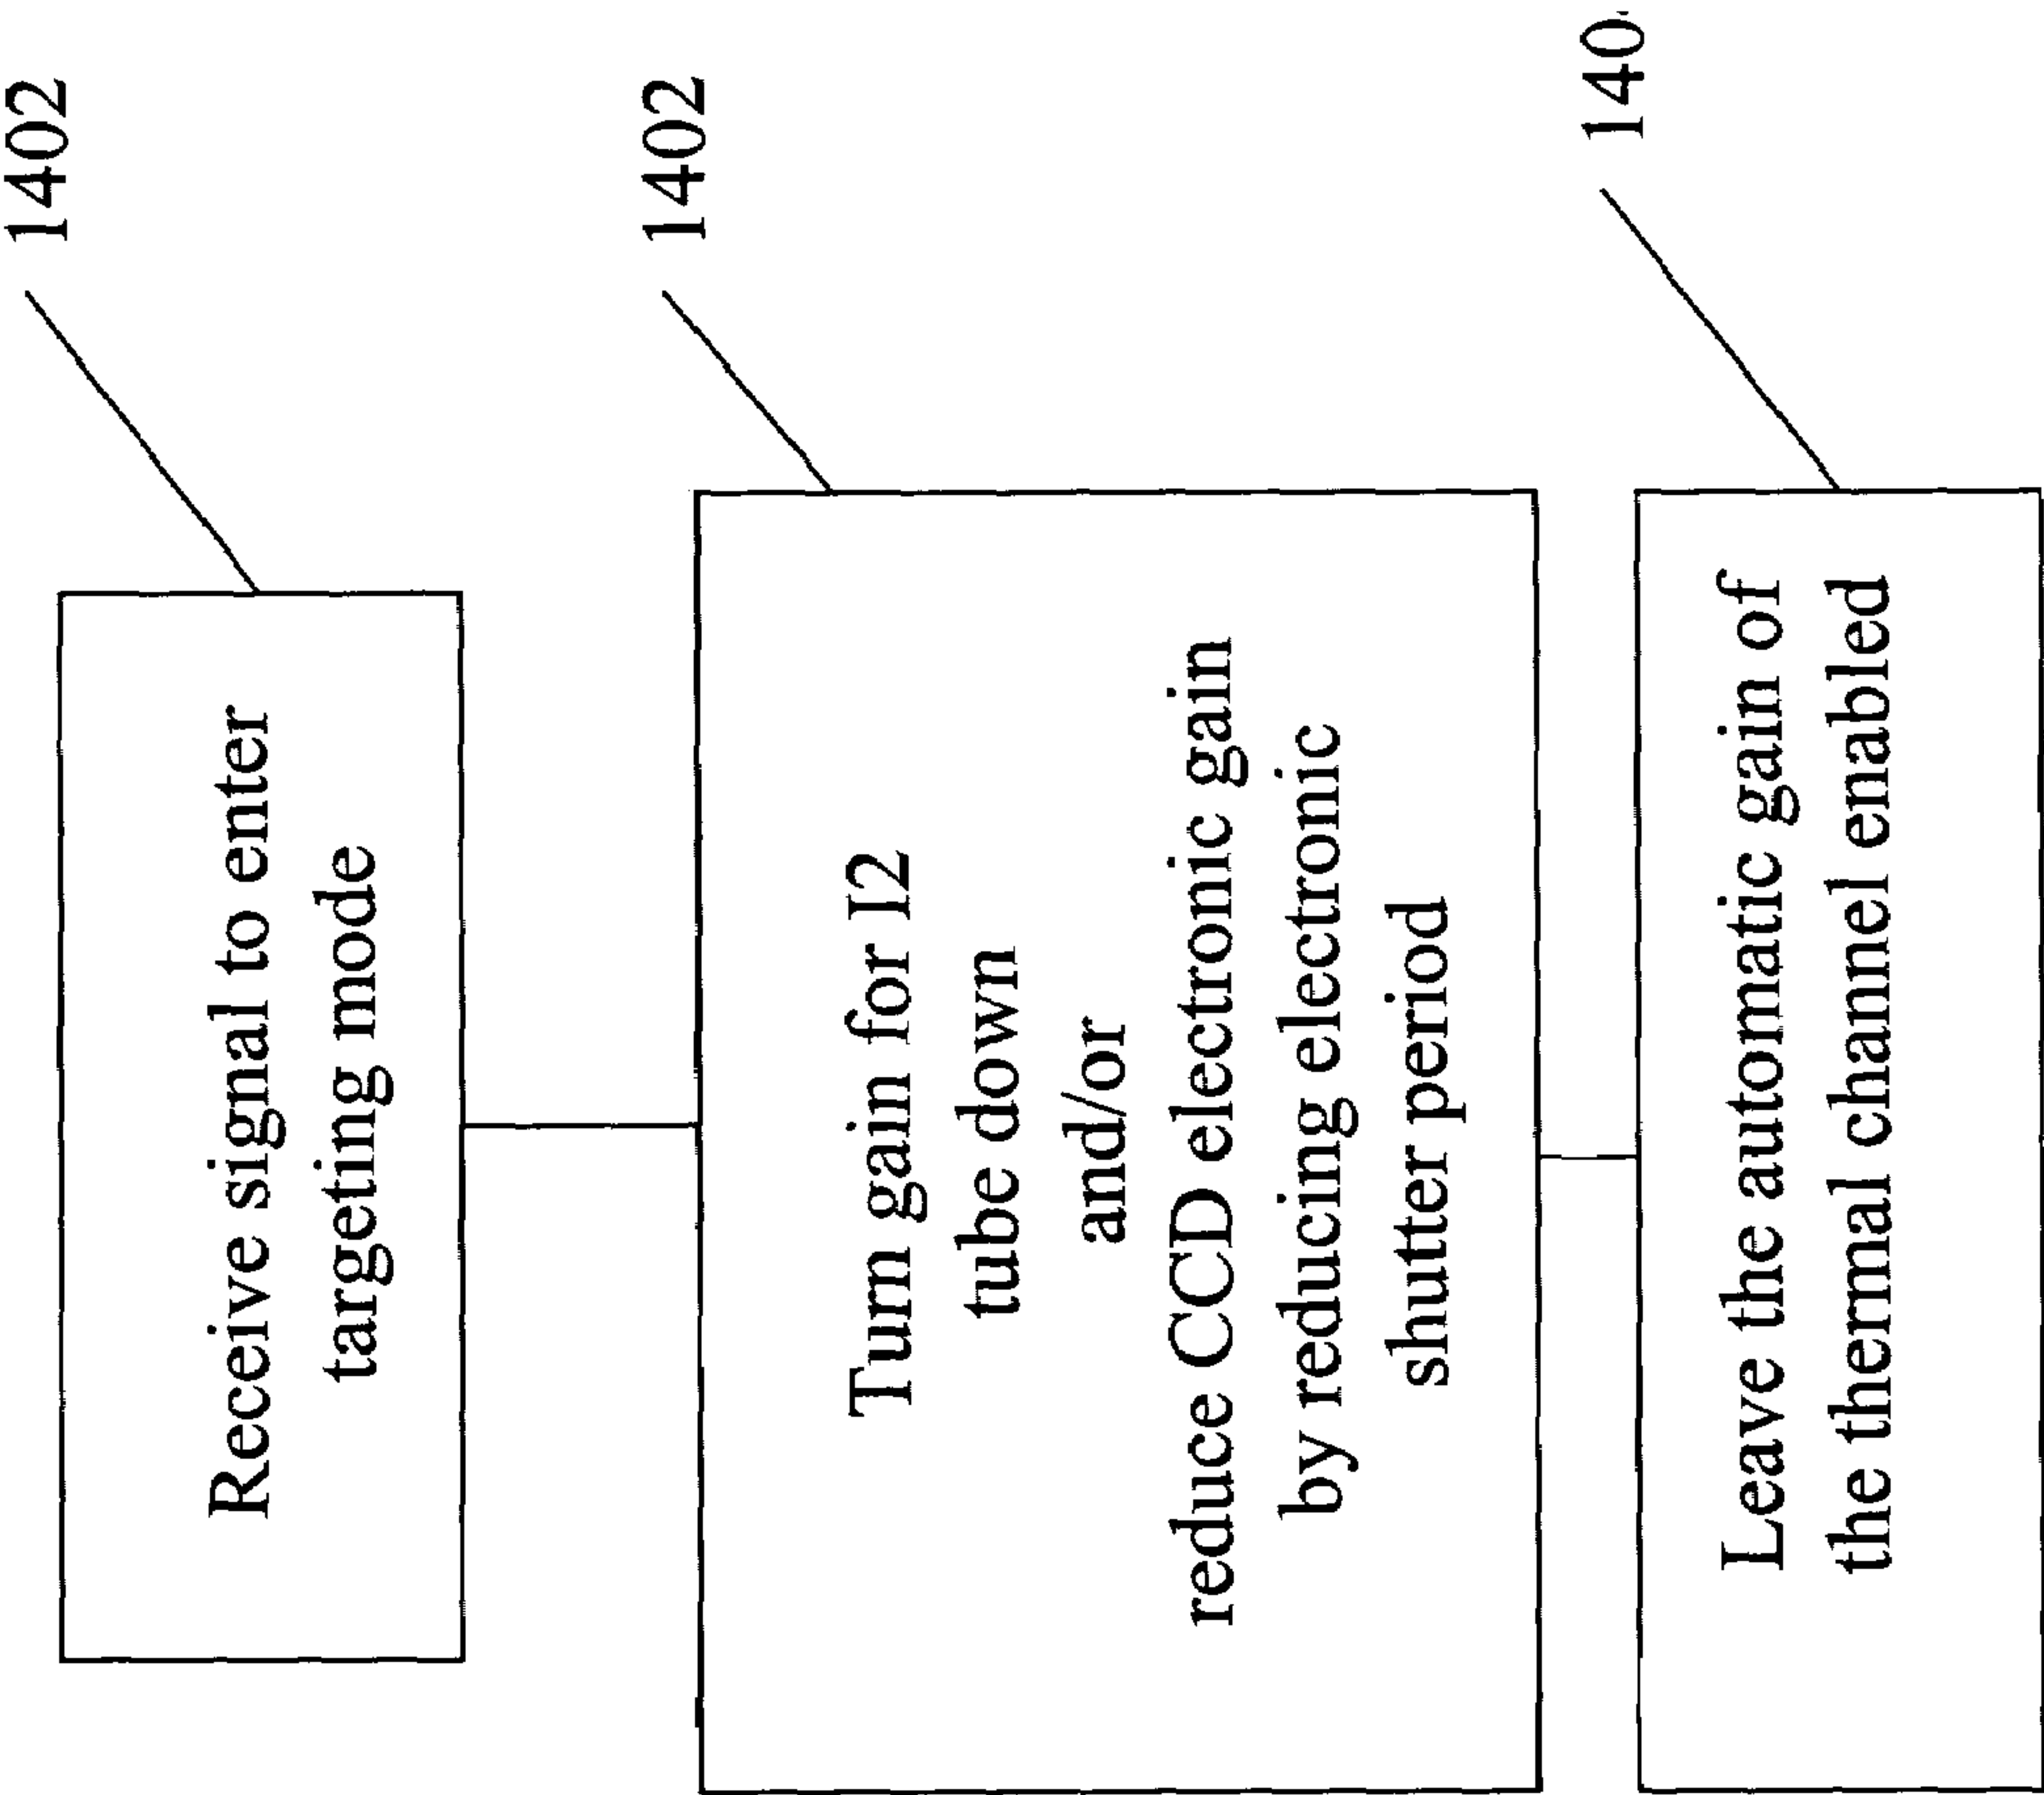 1402
Receive signal to enter
targeting mode
1402
Turn gain for I2
tube down
and/or
reduce CCD electronic gain
by reducing electronic
shutter period
Leave the automatic gain of
the thermal channel enabled